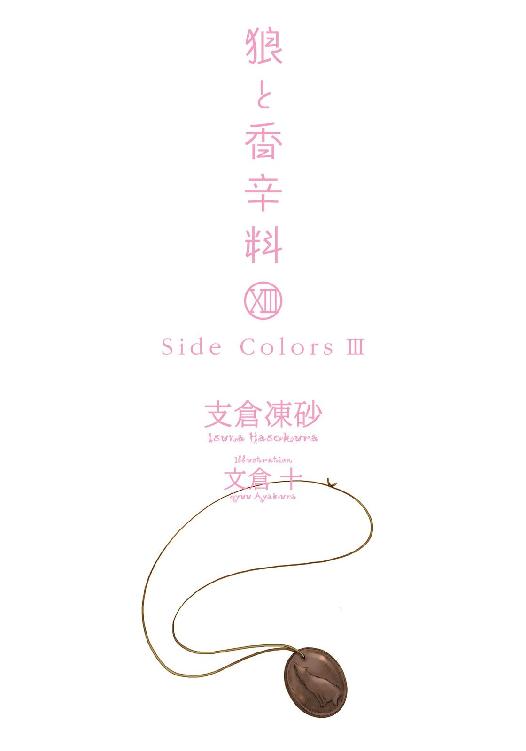 狼と香辛料
XIII
Side Colors III
支倉凍砂
Isuna Hasekura
Illustration
文倉 十
Jyuu Ayakura